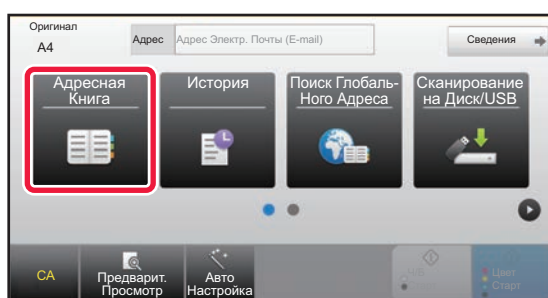 Оригинал
A4
Адрес
Адрес Электр. Почты (E-mail)
Сведения
Адресная
Книга
История
Поиск Глобаль-
Ного Адреса
Сканирование
на Диск/USB
CA
Предварит.
Просмотр
Авто
Настройка
Ч/Б
Старт
Цвет
Старт